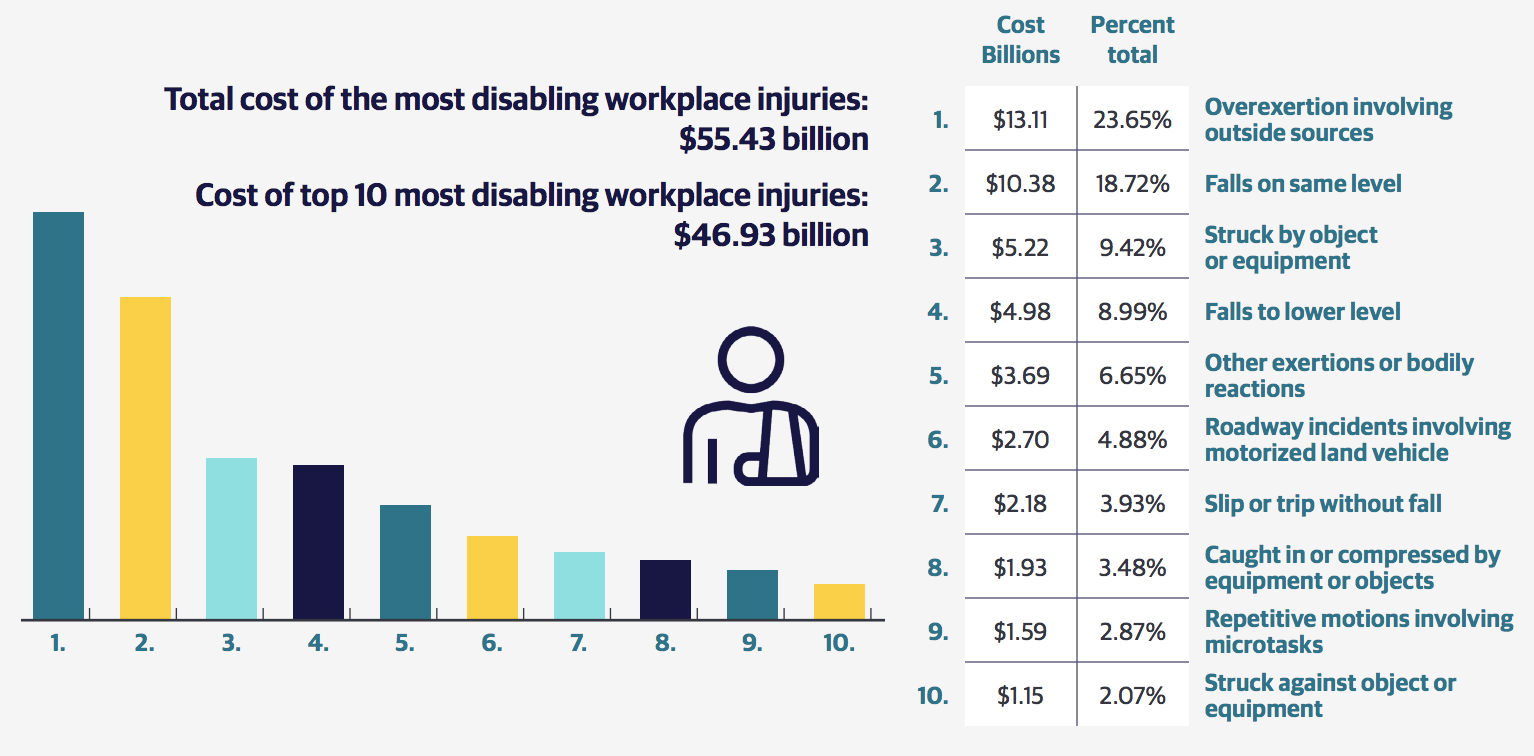 Total cost of the most disabling workplace injuries:
$55.43 billion
Cost of top 10 most disabling workplace injuries:
$46.93 billion
1. 2. 3. 4. 5. 6. 7. 8. 9. 10.
Cost Percent
Billions total
1. $13.11 23.65% Overexertion involving
outside sources
2. $10.38 18.72% Falls on same level
3. $5.22 9.42% Struck by object
or equipment
4. $4.98 8.99% Falls to lower level
5. $3.69 6.65% Other exertions or bodily
reactions
6. $2.70 4.88% Roadway incidents involving
motorized land vehicle
7. $2.18 3.93% Slip or trip without fall
8. $1.93 3.48% Caught in or compressed by
equipment or objects
9. $1.59 2.87% Repetitive motions involving
microtasks
10. $1.15 2.07% Struck against object or
equipment